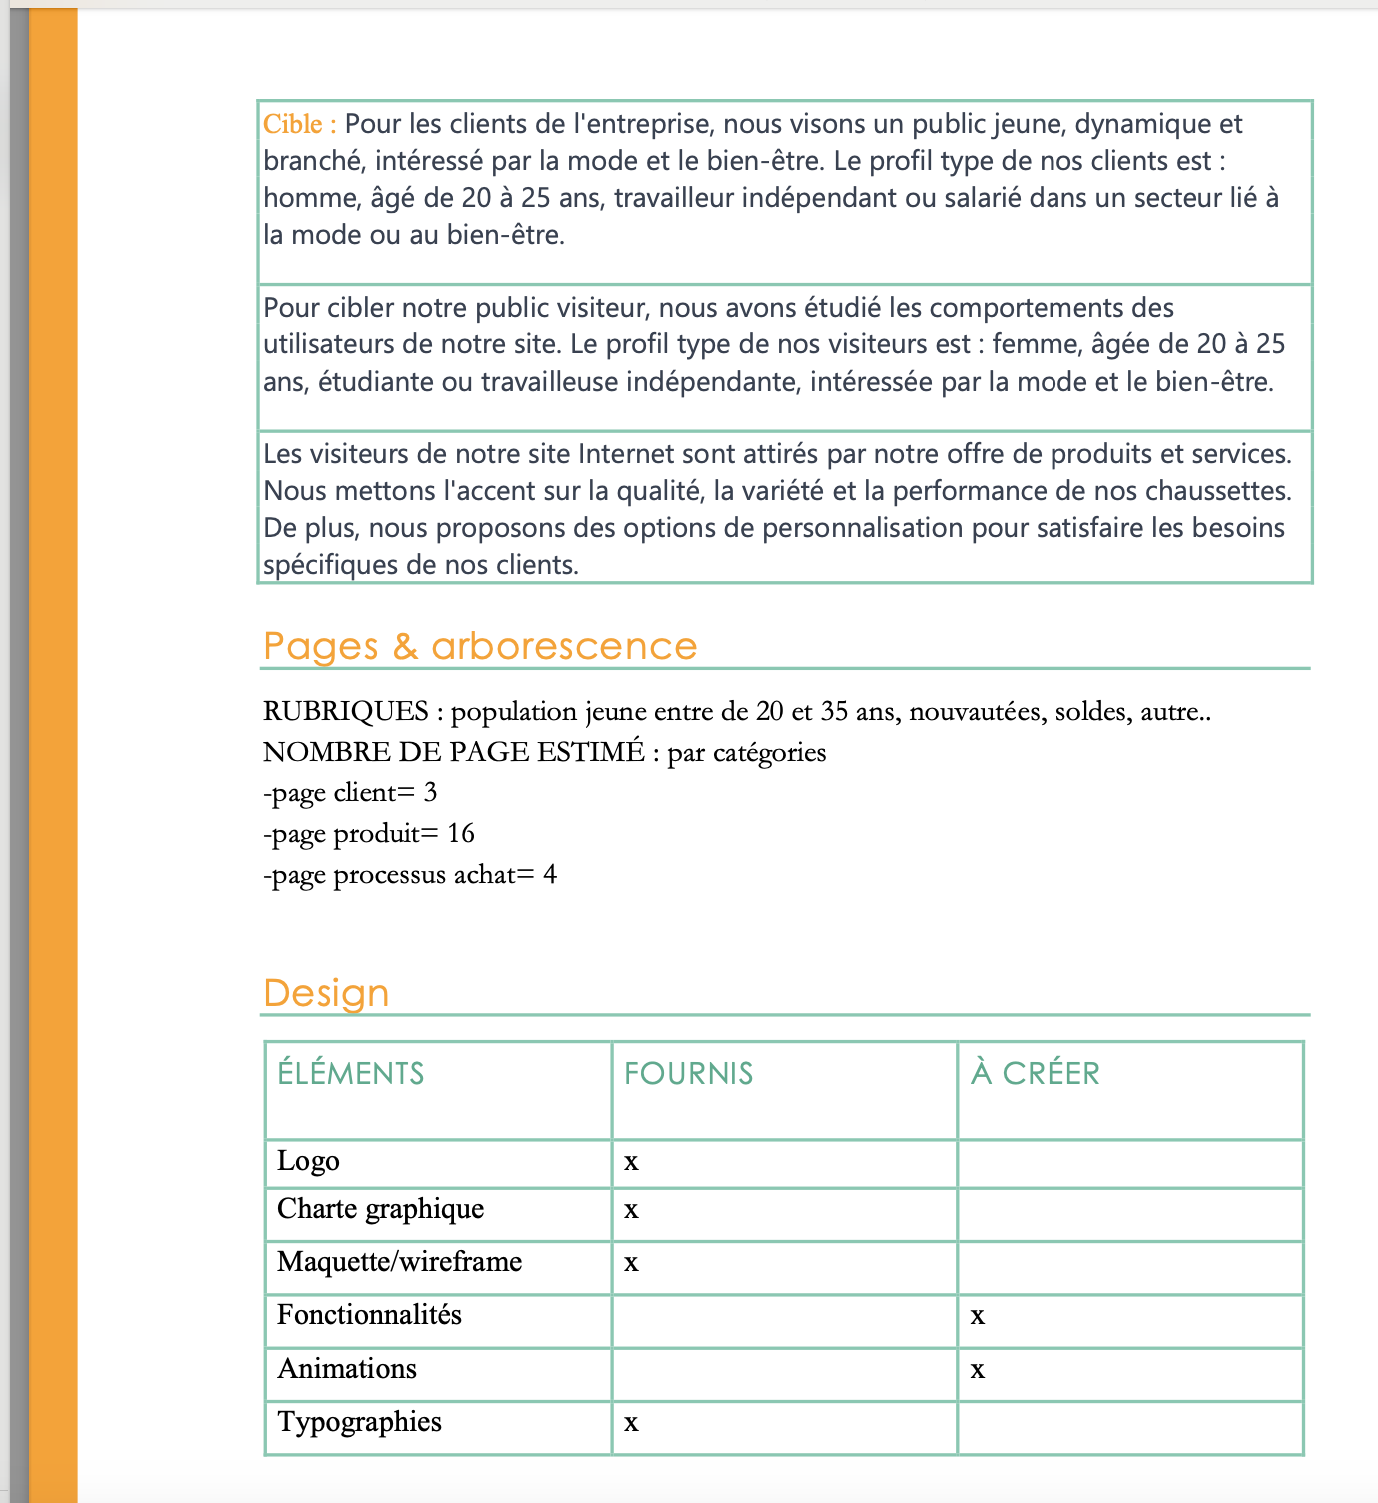 Cible : Pour les clients de l'entreprise, nous visons un public jeune, dynamique et
branché, intéressé par la mode et le bien-être. Le profil type de nos clients est :
homme, âgé de 20 à 25 ans, travailleur indépendant ou salarié dans un secteur lié à
la mode ou au bien-être.
Pour cibler notre public visiteur, nous avons étudié les comportements des
utilisateurs de notre site. Le profil type de nos visiteurs est : femme, âgée de 20 à 25
ans, étudiante ou travailleuse indépendante, intéressée par la mode et le bien-être.
Les visiteurs de notre site Internet sont attirés par notre offre de produits et services.
Nous mettons l'accent sur la qualité, la variété et la performance de nos chaussettes.
De plus, nous proposons des options de personnalisation pour satisfaire les besoins
spécifiques de nos clients.
Pages & arborescence
RUBRIQUES : population jeune entre de 20 et 35 ans, nouvautées, soldes, autre..
NOMBRE DE PAGE ESTIMÉ : par catégories
-page client= 3
-page produit= 16
-page processus achat= 4
Design
ÉLÉMENTS FOURNIS À CRÉER
Logo x
Charte graphique x
Maquette/wireframe x
Fonctionnalités x
Animations x
Typographies x